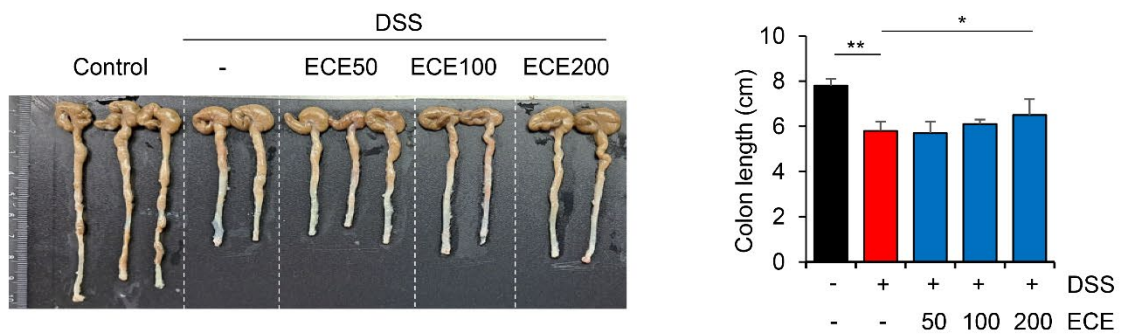 DSS
Control - ECE50 ECE100 ECE200
* 
**
10
8
6
4
2
0
Colon length (cm)
- + + + + DSS
- - 50 100 200 ECE